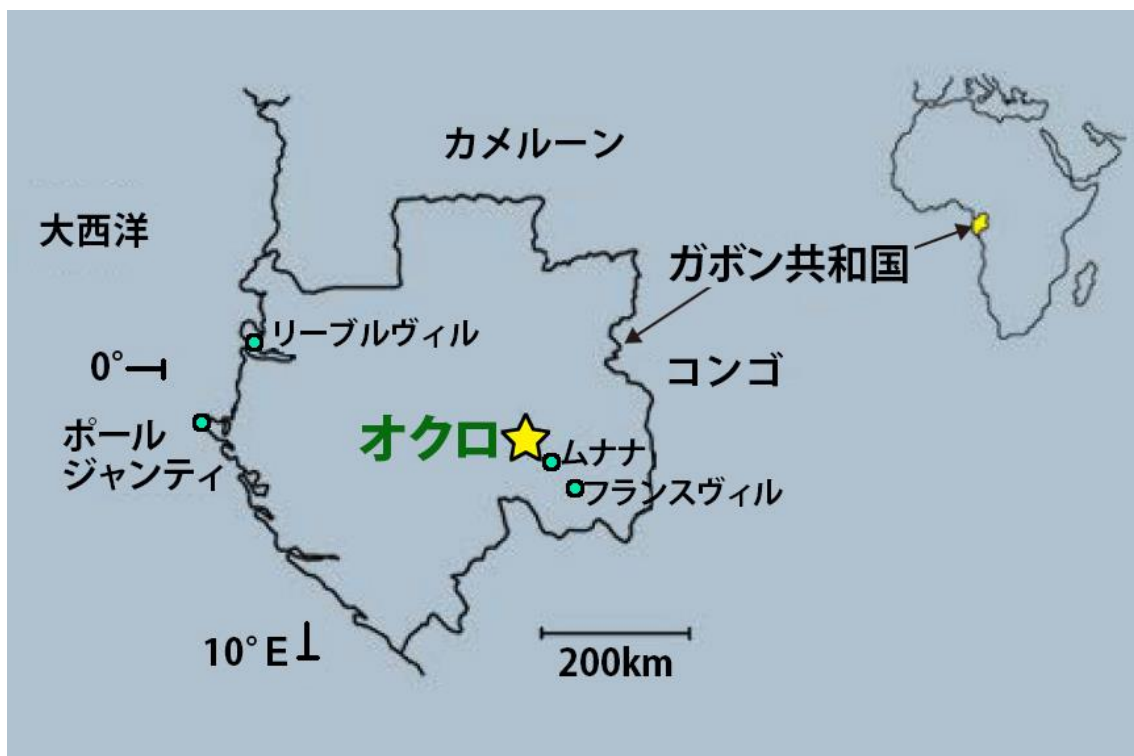 カメルーン
大西洋
ガボン共和国
リーブルヴィル
0°
コンゴ
オクロ
ポール
ジャンティ
ムナナ
フランスヴィル
10°E
200km